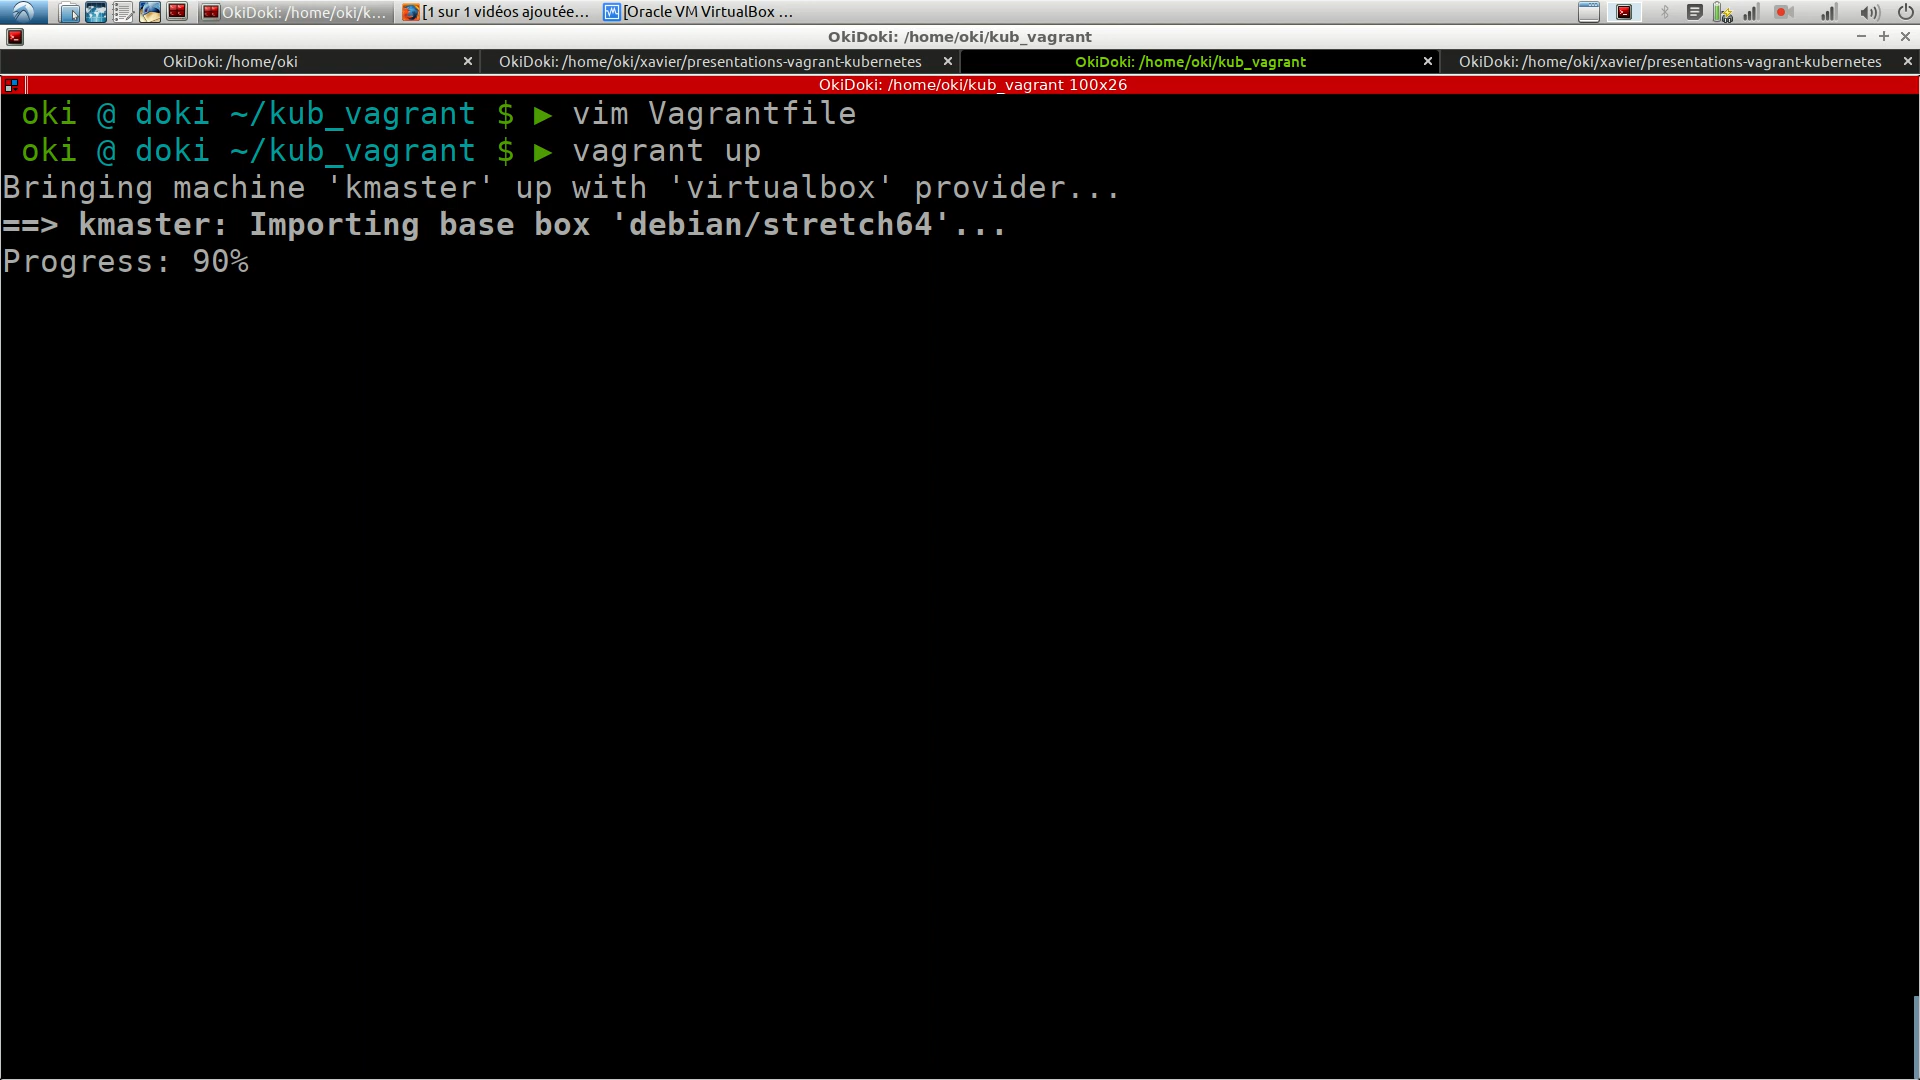 OkiDoki: /home/oki/k... [1 sur 1 vidéos ajoutée... [Oracle VM VirtualBox ...
OkiDoki: /home/oki/kub_vagrant
OkiDoki: /home/oki OkiDoki: /home/oki/xavier/presentations-vagrant-kubernetes OkiDoki: /home/oki/kub_vagrant OkiDoki: /home/oki/xavier/presentations-vagrant-kubernetes
OkiDoki: /home/oki/kub_vagrant 100x26
oki @ doki ~/kub_vagrant $ ▶ vim Vagrantfile
oki @ doki ~/kub_vagrant $ ▶ vagrant up
Bringing machine 'kmaster' up with 'virtualbox' provider...
==> kmaster: Importing base box 'debian/stretch64'...
Progress: 90%